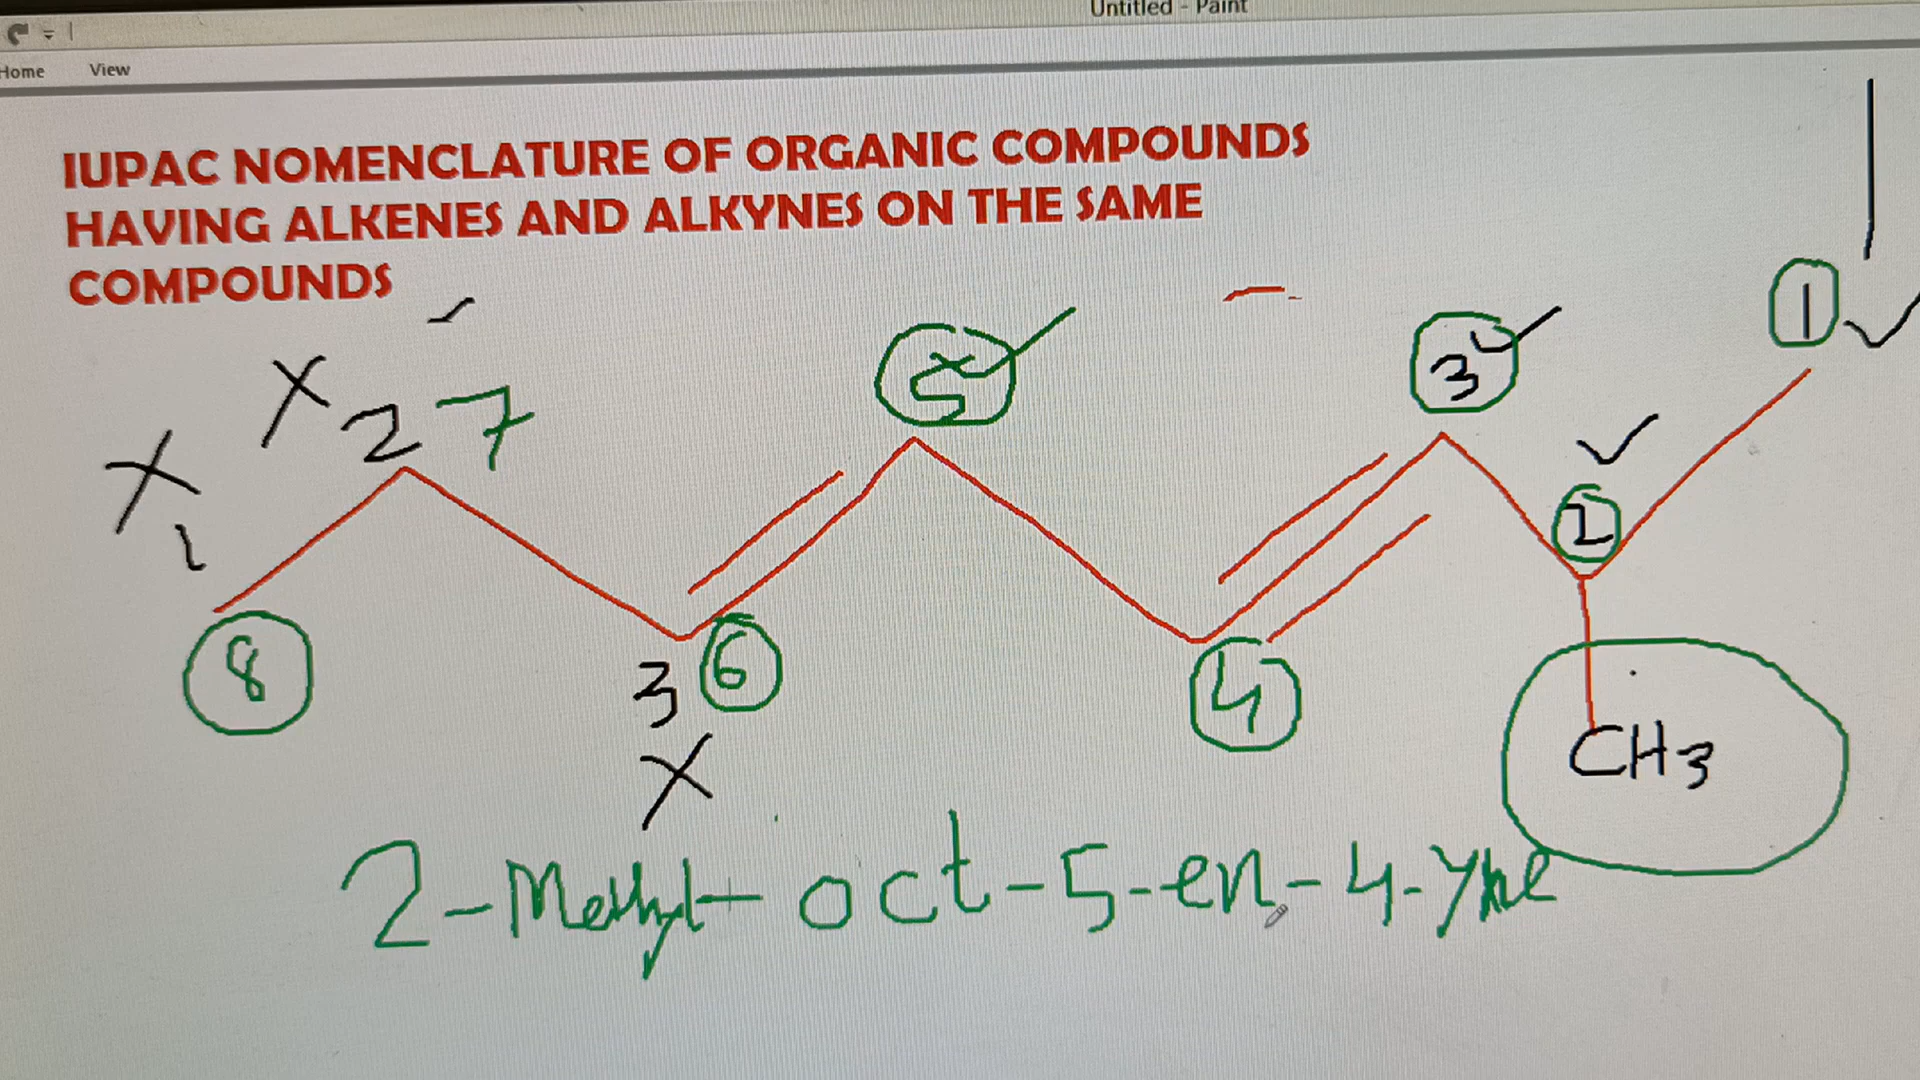 Untitled - Paint
Home View
IUPAC NOMENCLATURE OF ORGANIC COMPOUNDS
HAVING ALKENES AND ALKYNES ON THE SAME
COMPOUNDS
1
5 3
2 7
2
1
8 3 6 4
CH3
2-Methyl-oct-5-en-4-yne